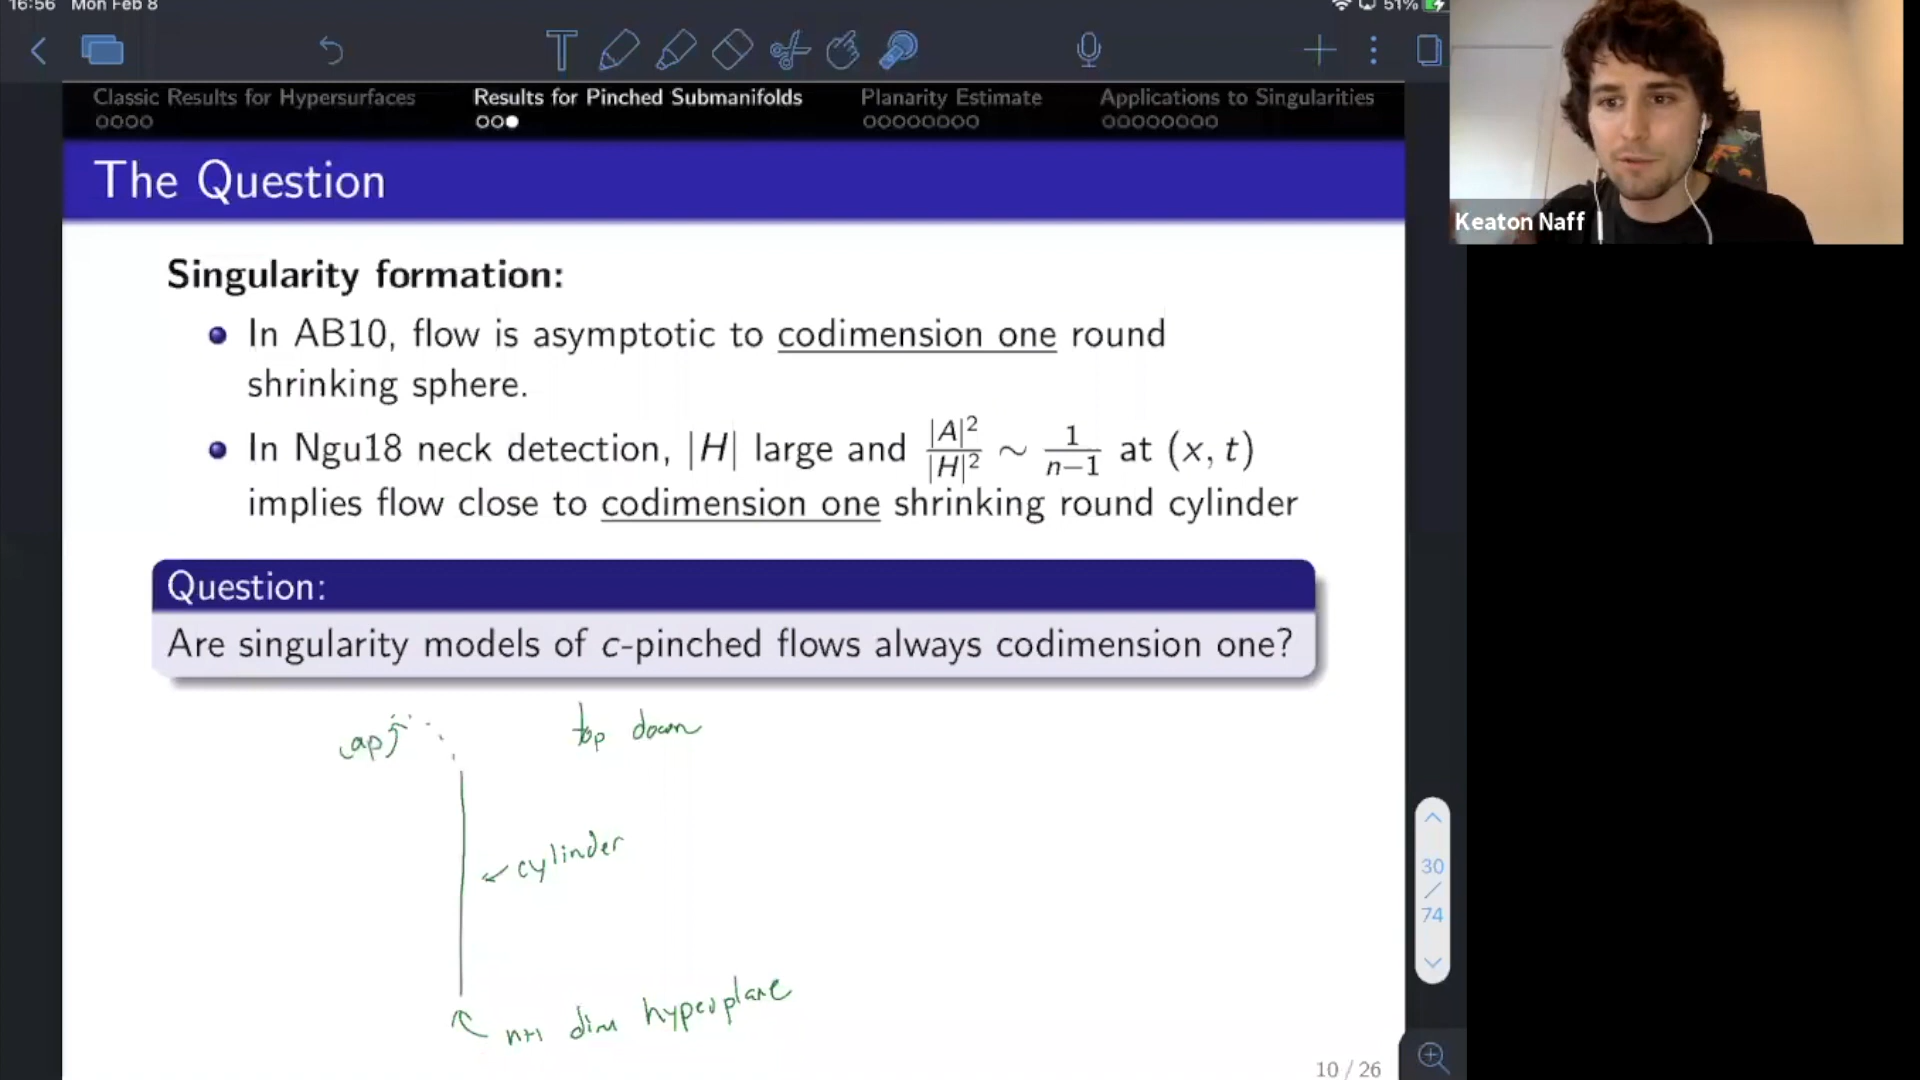 16:56 Mon Feb 8
51%
Classic Results for Hypersurfaces
Results for Pinched Submanifolds
Planarity Estimate
Applications to Singularities
The Question
Keaton Naff
Singularity formation:
In AB10, flow is asymptotic to codimension one round
shrinking sphere.
In Ngu18 neck detection, |H| large and |A|²/|H|² ∼ 1/n−1 at (x, t)
implies flow close to codimension one shrinking round cylinder
Question:
Are singularity models of c-pinched flows always codimension one?
cap
top down
cylinder
n+1 dim hyperplane
30
/
74
10 / 26